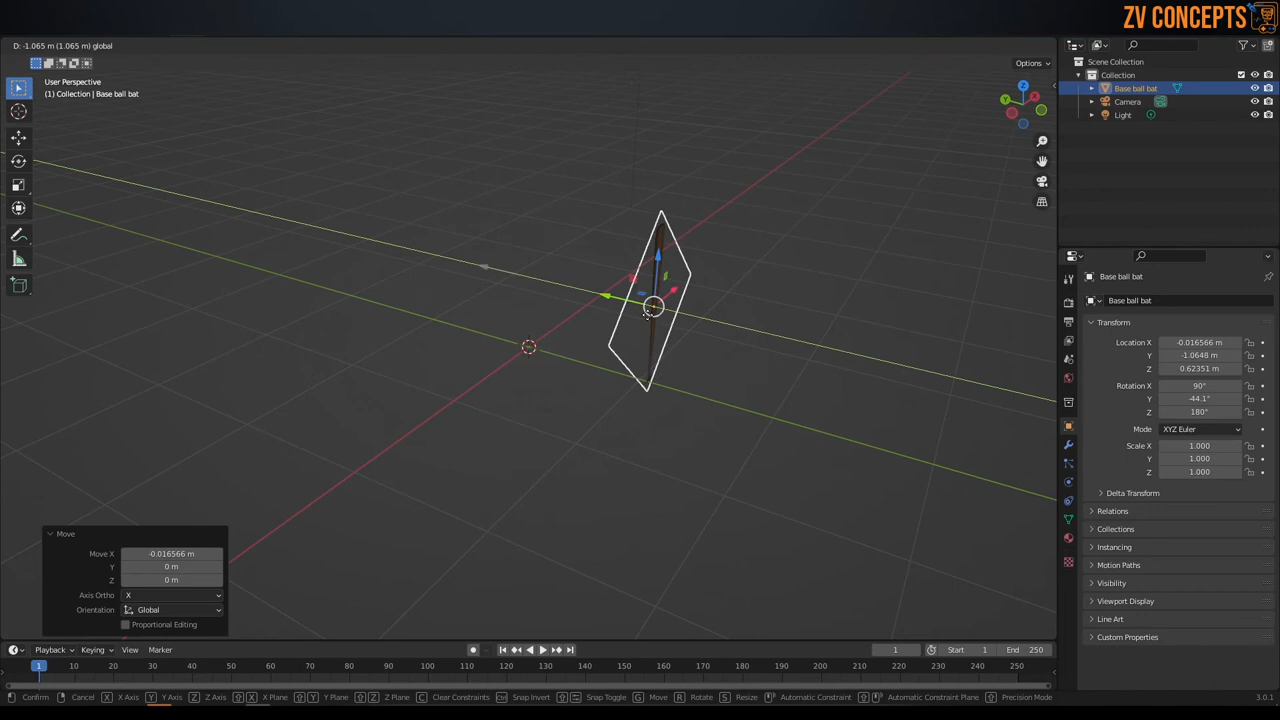 ZV CONCEPTS
D: -1.065 m (1.065 m) global
Options
User Perspective
(1) Collection | Base ball bat
X
Y
Z
Scene Collection
Collection
Base ball bat
Camera
Light
Base ball bat
Base ball bat
Transform
Location X -0.016566 m
Y -1.0648 m
Z 0.62351 m
Rotation X 90°
Y -44.1°
Z 180°
Mode XYZ Euler
Scale X 1.000
Y 1.000
Z 1.000
Delta Transform
Relations
Collections
Instancing
Motion Paths
Visibility
Viewport Display
Line Art
Custom Properties
Move
Move X -0.016566 m
Y 0 m
Z 0 m
Axis Ortho X
Orientation Global
Proportional Editing
Playback Keying View Marker 1 Start 1 End 250
1 10 20 30 40 50 60 70 80 90 100 110 120 130 140 150 160 170 180 190 200 210 220 230 240 250
Confirm Cancel X X Axis Y Y Axis Z Z Axis X X Plane Y Y Plane Z Z Plane C Clear Constraints Ctrl Snap Invert Snap Toggle G Move R Rotate S Resize Automatic Constraint Automatic Constraint Plane Precision Mode 3.0.1